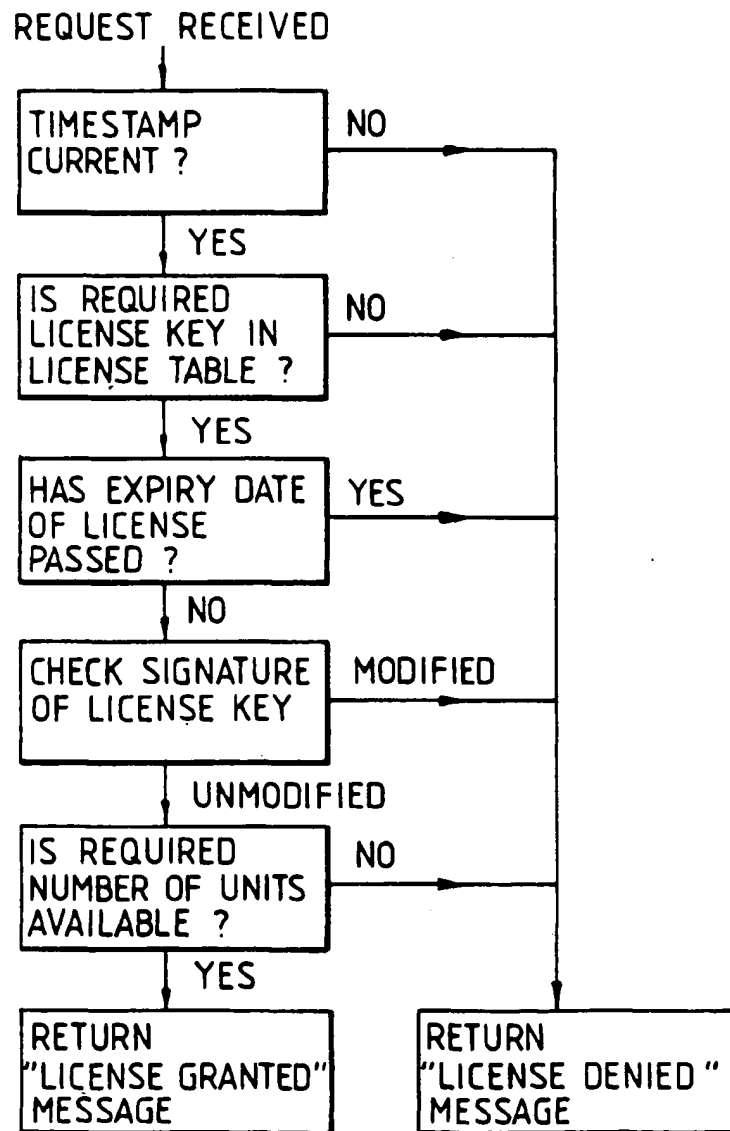 REQUEST RECEIVED
TIMESTAMP
CURRENT ?
NO
YES
IS REQUIRED
LICENSE KEY IN
LICENSE TABLE ?
NO
YES
HAS EXPIRY DATE
OF LICENSE
PASSED ?
YES
NO
CHECK SIGNATURE
OF LICENSE KEY
MODIFIED
UNMODIFIED
IS REQUIRED
NUMBER OF UNITS
AVAILABLE ?
NO
YES
RETURN
"LICENSE GRANTED"
MESSAGE
RETURN
"LICENSE DENIED "
MESSAGE